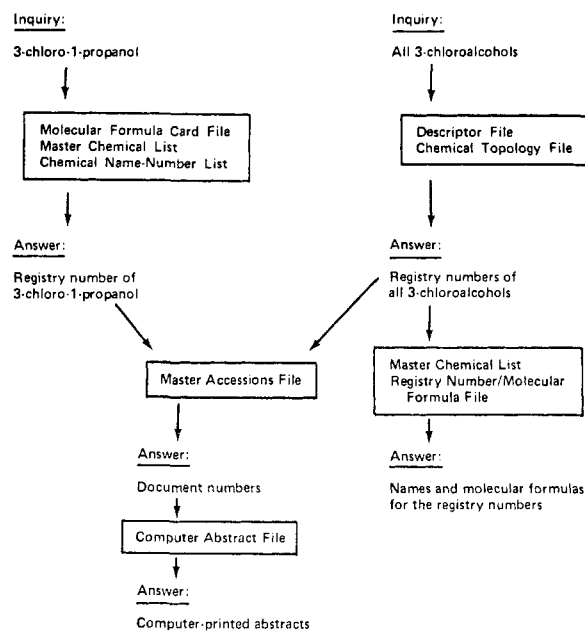 Inquiry:
3-chloro-1-propanol
Molecular Formula Card File
Master Chemical List
Chemical Name-Number List
Answer:
Registry number of
3-chloro-1-propanol
Inquiry:
All 3-chloroalcohols
Descriptor File
Chemical Topology File
Answer:
Registry numbers of
all 3-chloroalcohols
Master Accessions File
Answer:
Document numbers
Computer Abstract File
Answer:
Computer-printed abstracts
Master Chemical List
Registry Number/Molecular
Formula File
Answer:
Names and molecular formulas
for the registry numbers